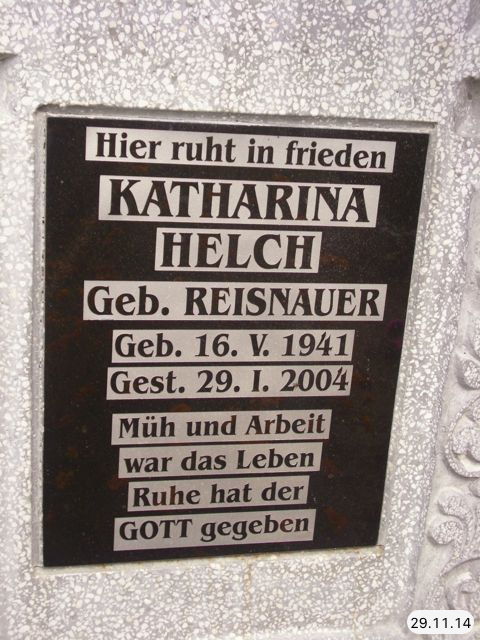 Hier ruht in frieden
KATHARINA
HELCH
Geb. REISNAUER
Geb. 16. V. 1941
Gest. 29. I. 2004
Müh und Arbeit
war das Leben
Ruhe hat der
GOTT gegeben
29.11.14